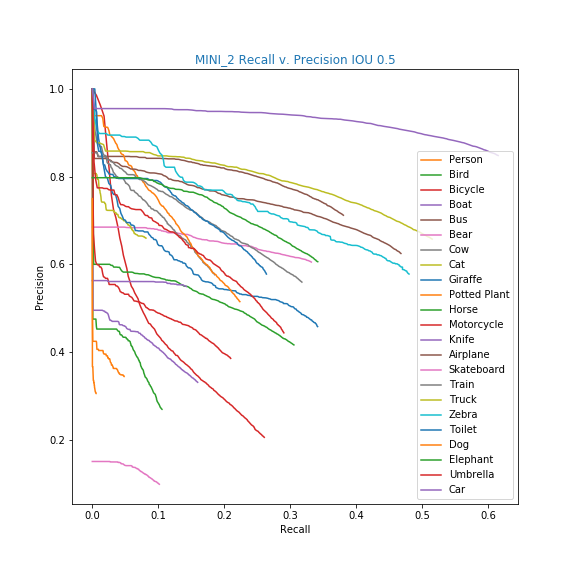 MINI_2 Recall v. Precision IOU 0.5
1.0
0.8
0.6
0.4
0.2
Precision
0.0
0.1
0.2
0.3
0.4
0.5
0.6
Recall
Person
Bird
Bicycle
Boat
Bus
Bear
Cow
Cat
Giraffe
Potted Plant
Horse
Motorcycle
Knife
Airplane
Skateboard
Train
Truck
Zebra
Toilet
Dog
Elephant
Umbrella
Car